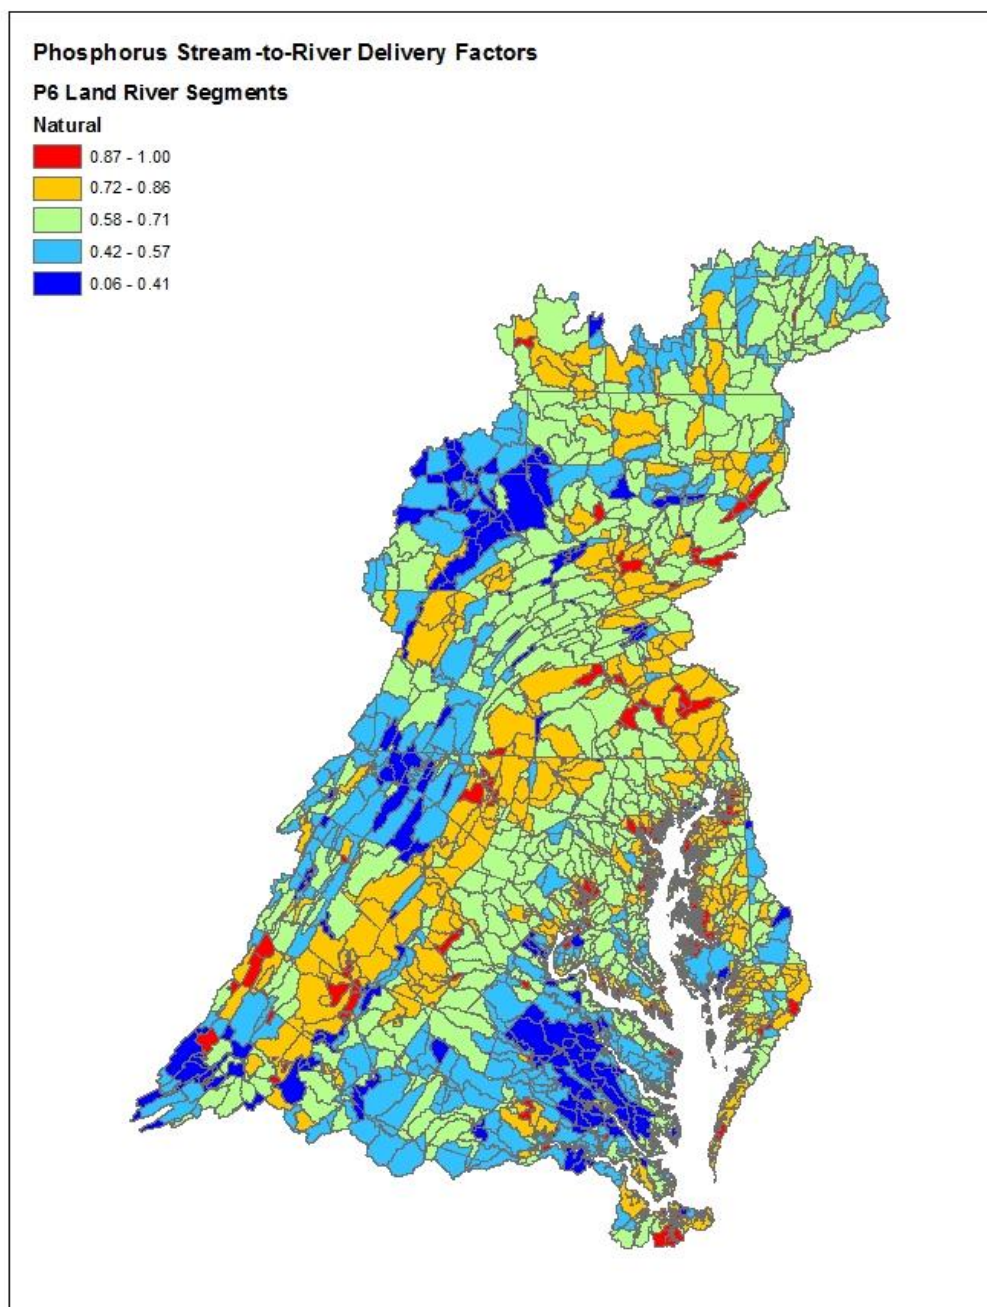 Phosphorus Stream-to-River Delivery Factors
P6 Land River Segments
Natural
0.87 - 1.00
0.72 - 0.86
0.58 - 0.71
0.42 - 0.57
0.06 - 0.41